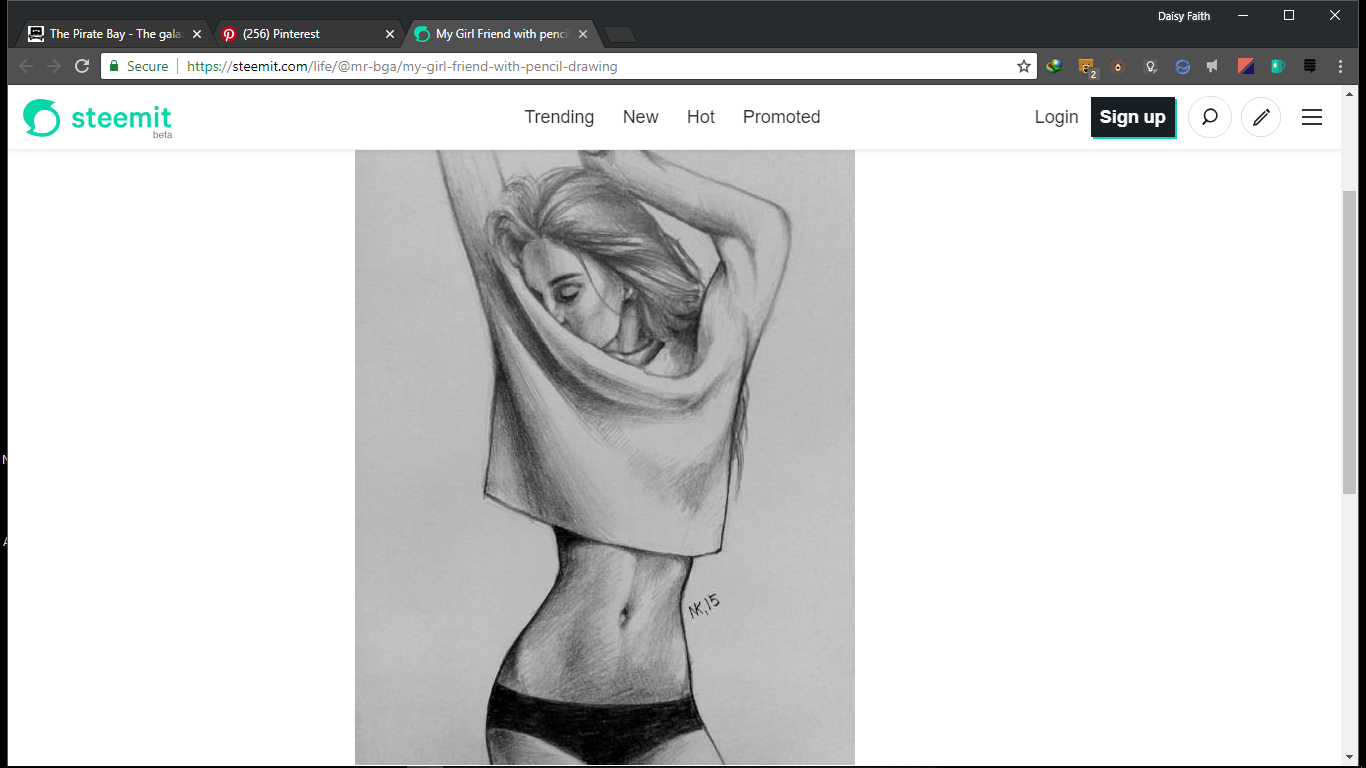 Daisy Faith
The Pirate Bay - The gala
(256) Pinterest
My Girl Friend with penci
Secure
https://steemit.com/life/@mr-bga/my-girl-friend-with-pencil-drawing
2
steemit
beta
Trending
New
Hot
Promoted
Login
Sign up
N
A
NK,15